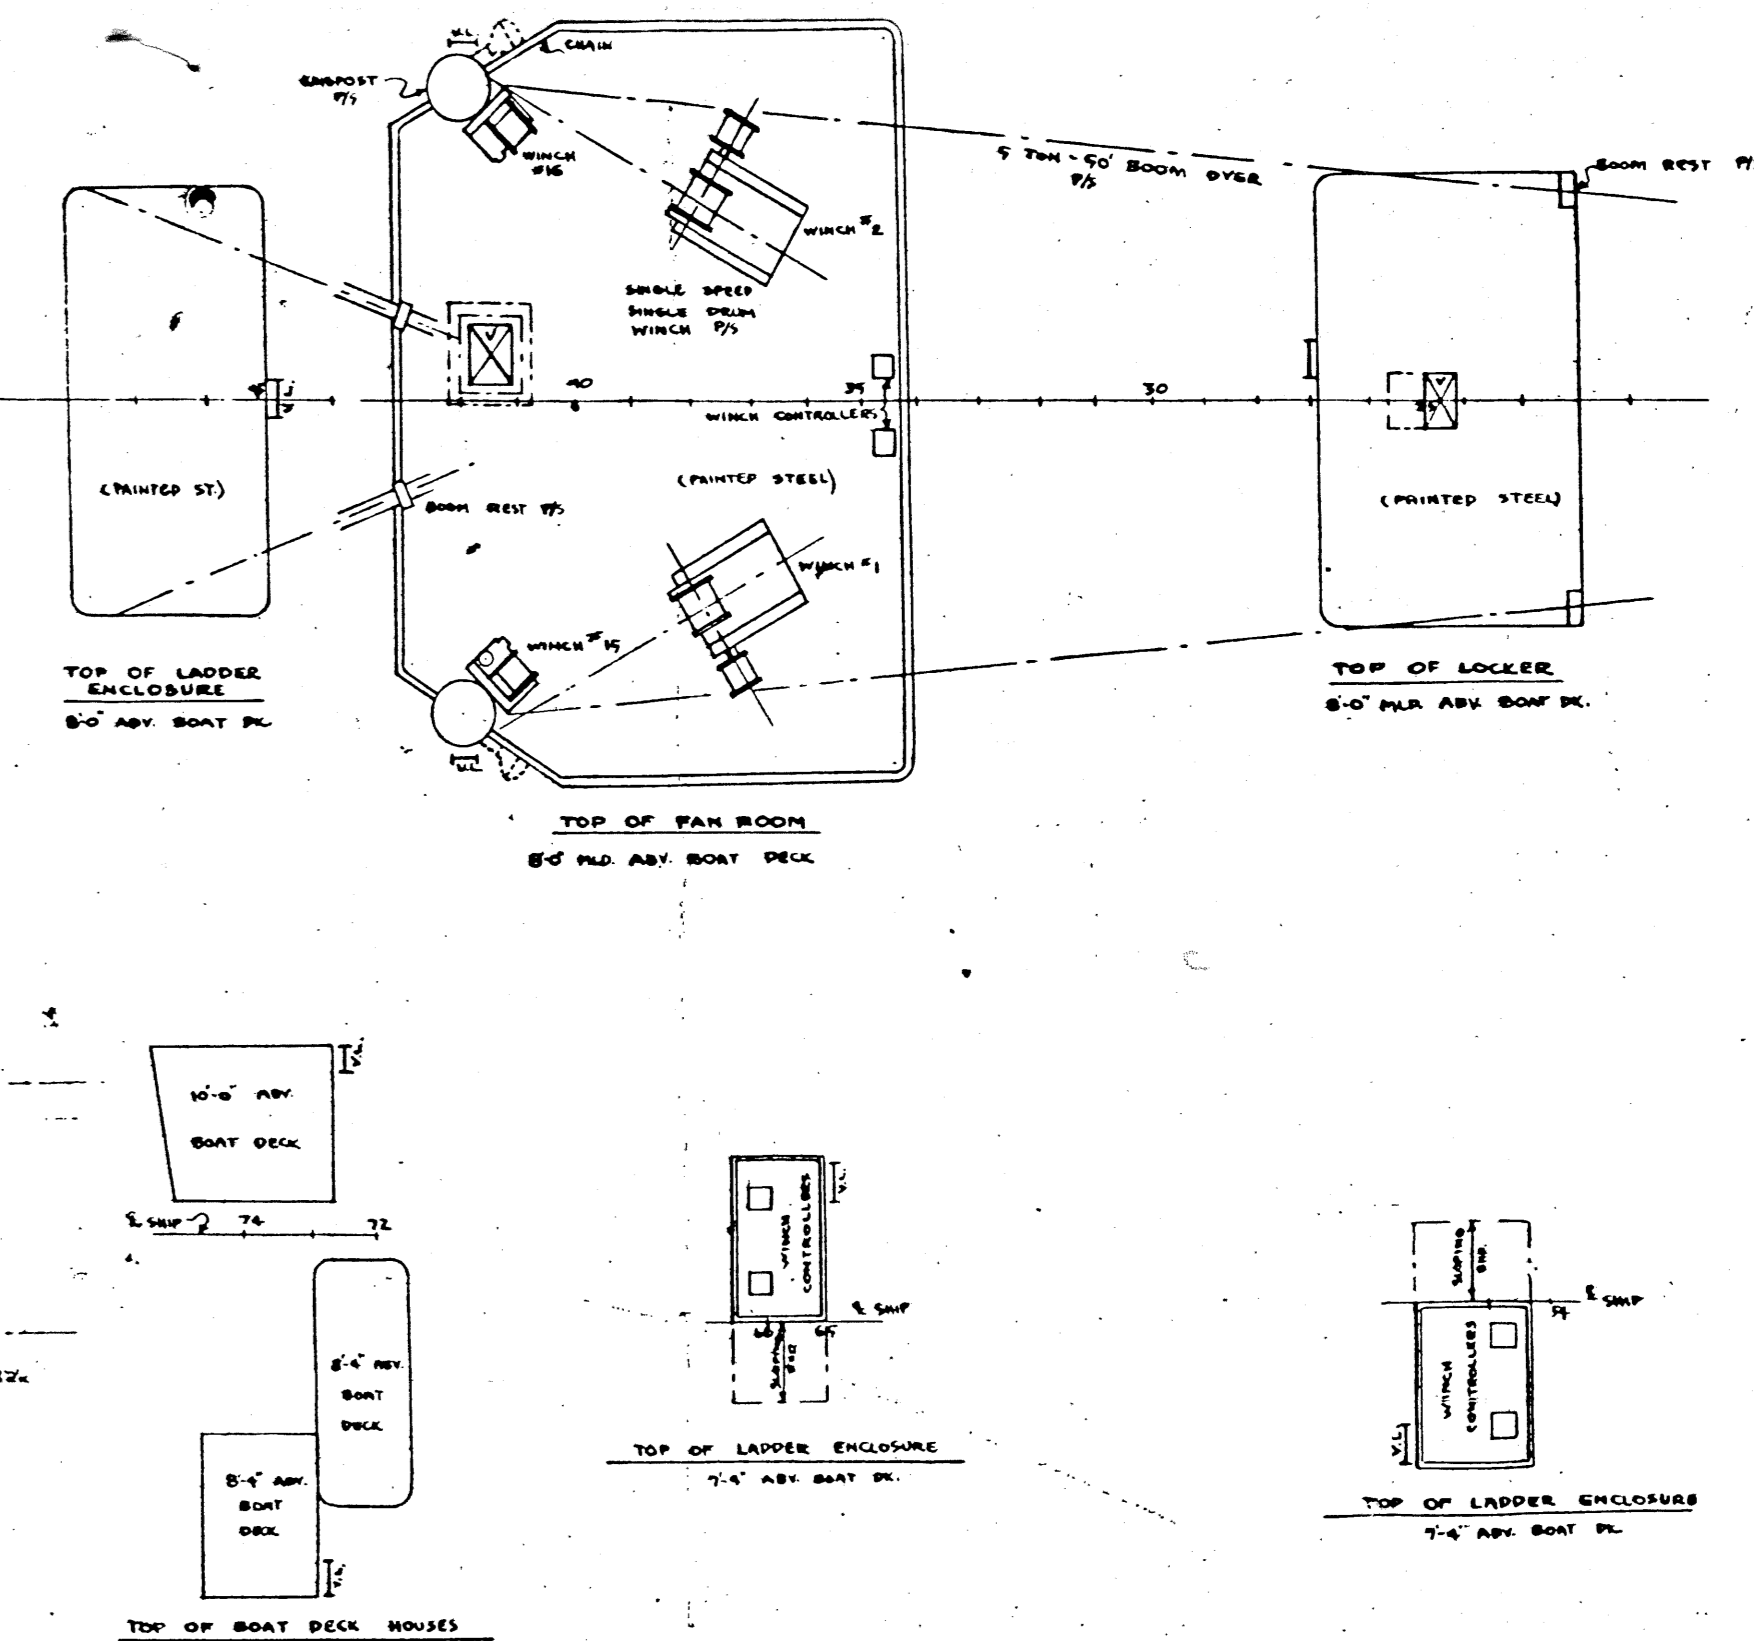 V.L.
CHAIN
KINGPOST
P/S
WINCH
#16
5 TON - 50' BOOM OVER
P/S
BOOM REST P/
WINCH #2
SINGLE SPEED
SINGLE DRUM
WINCH P/S
40
35
30
25
V.L.
WINCH CONTROLLERS
(PAINTED ST.)
(PAINTED STEEL)
(PAINTED STEEL)
BOOM REST P/S
WINCH #1
WINCH #15
V.L.
TOP OF LADDER
ENCLOSURE
8'-0" ABV. BOAT DK.
TOP OF LOCKER
8'-0" MLD. ABV. BOAT DK.
TOP OF FAN ROOM
8'-0" MLD. ABV. BOAT DECK
10'-0" ABV.
BOAT DECK
V.L.
℄ SHIP
74
72
8'-4" ABV.
BOAT
DECK
8'-4" ABV.
BOAT
DECK
V.L.
TOP OF BOAT DECK HOUSES
WINCH
CONTROLLERS
V.L.
℄ SHIP
66
65
SLOPING
BHD
TOP OF LADDER ENCLOSURE
7'-4" ABV. BOAT DK.
SLOPING
BHD.
℄ SHIP
54
WINCH
CONTROLLERS
V.L.
TOP OF LADDER ENCLOSURE
7'-4" ABV. BOAT DK.